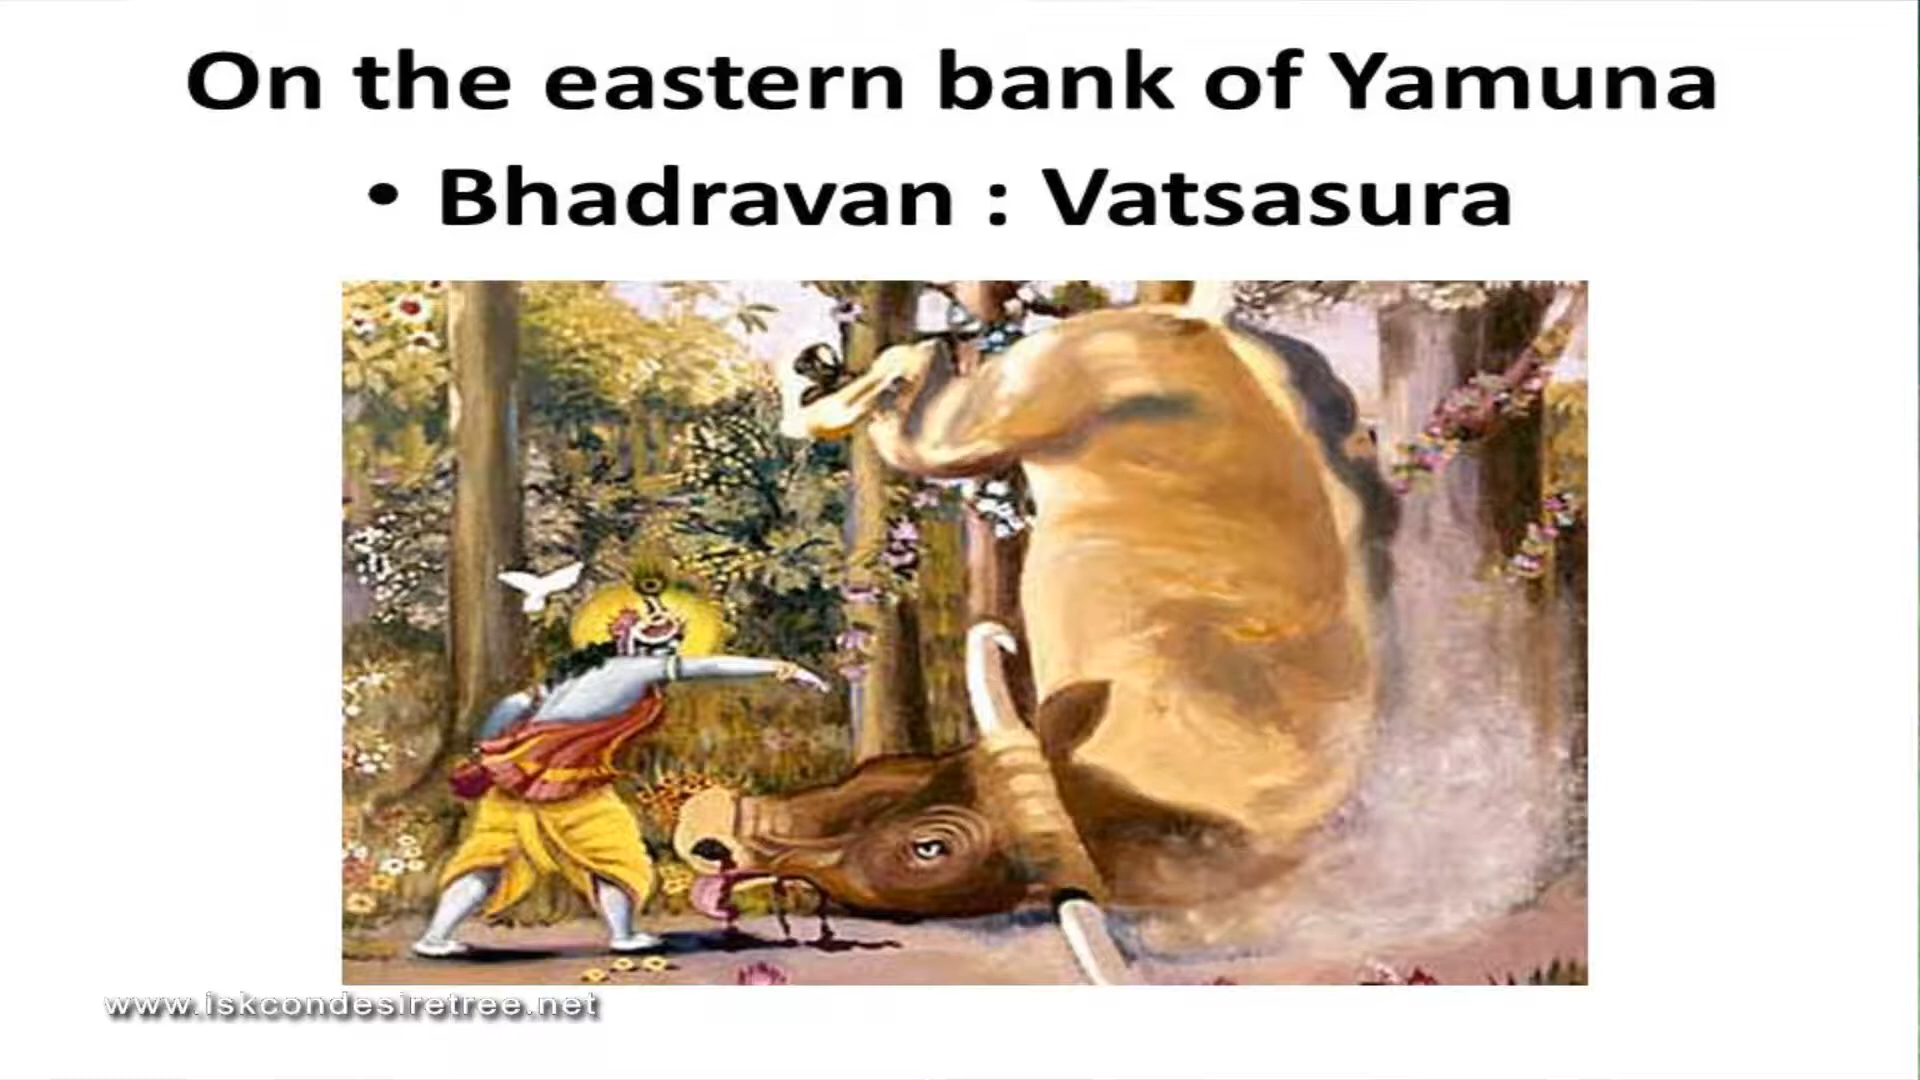 On the eastern bank of Yamuna
• Bhadravan : Vatsasura
www.iskcondesiretree.net